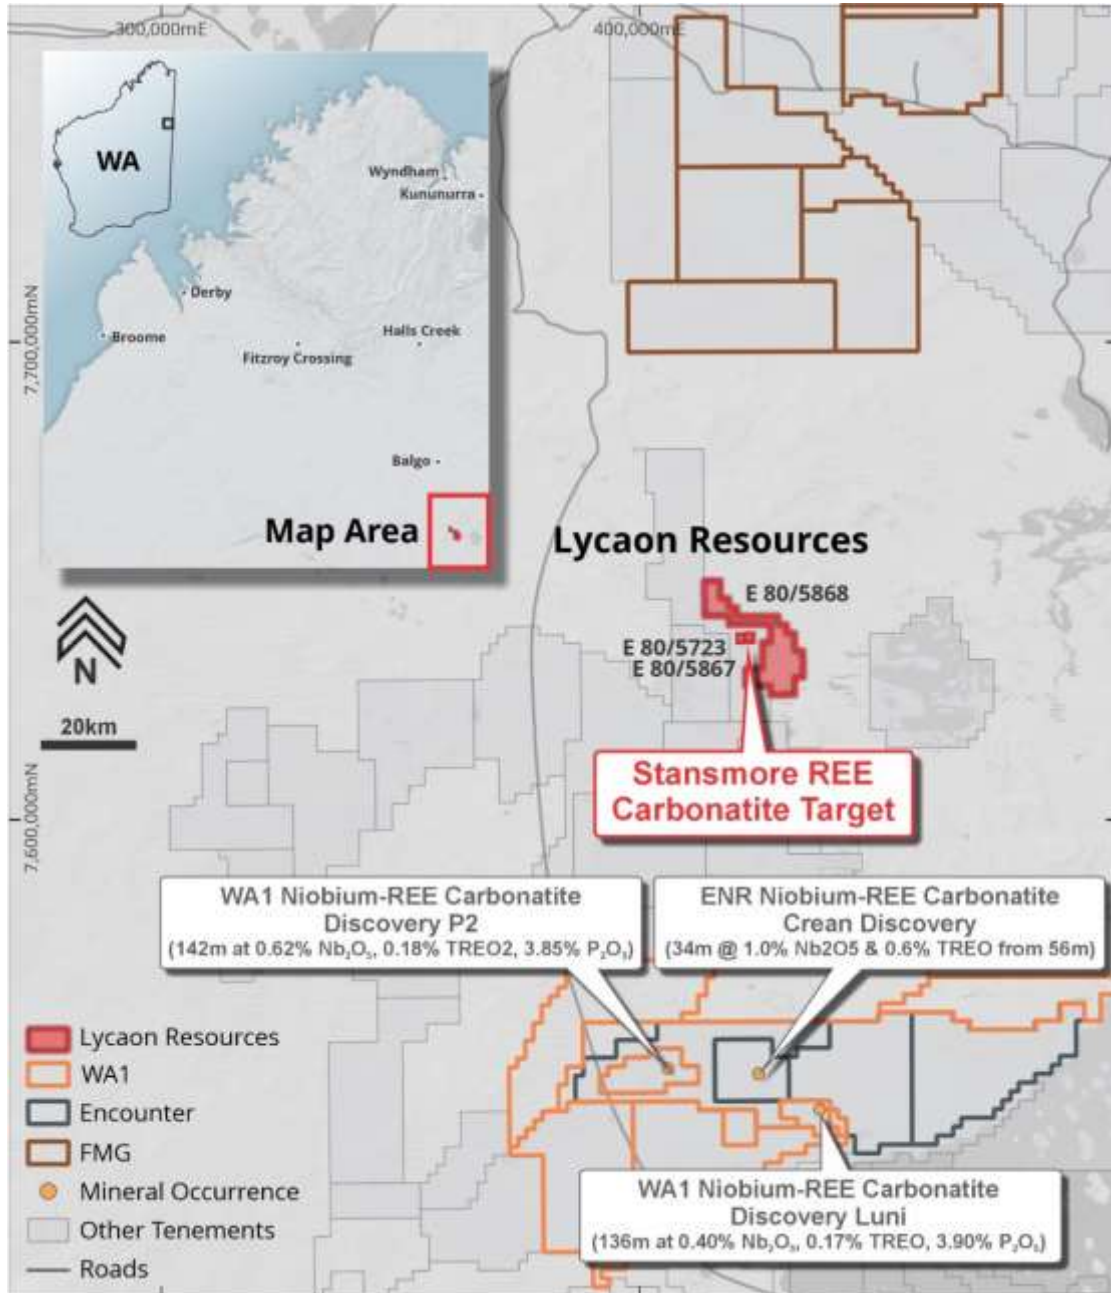 300,000mE
400,000mE
WA
Wyndham
Kununurra
Derby
Broome
Halls Creek
Fitzroy Crossing
Balgo
Map Area
7,700,000mN
Lycaon Resources
E 80/5868
E 80/5723
E 80/5867
N
20km
Stansmore REE
Carbonatite Target
7,600,000mN
WA1 Niobium-REE Carbonatite
Discovery P2
(142m at 0.62% Nb₂O₅, 0.18% TREO2, 3.85% P₂O₅)
ENR Niobium-REE Carbonatite
Crean Discovery
(34m @ 1.0% Nb2O5 & 0.6% TREO from 56m)
Lycaon Resources
WA1
Encounter
FMG
Mineral Occurrence
Other Tenements
Roads
WA1 Niobium-REE Carbonatite
Discovery Luni
(136m at 0.40% Nb₂O₅, 0.17% TREO, 3.90% P₂O₅)